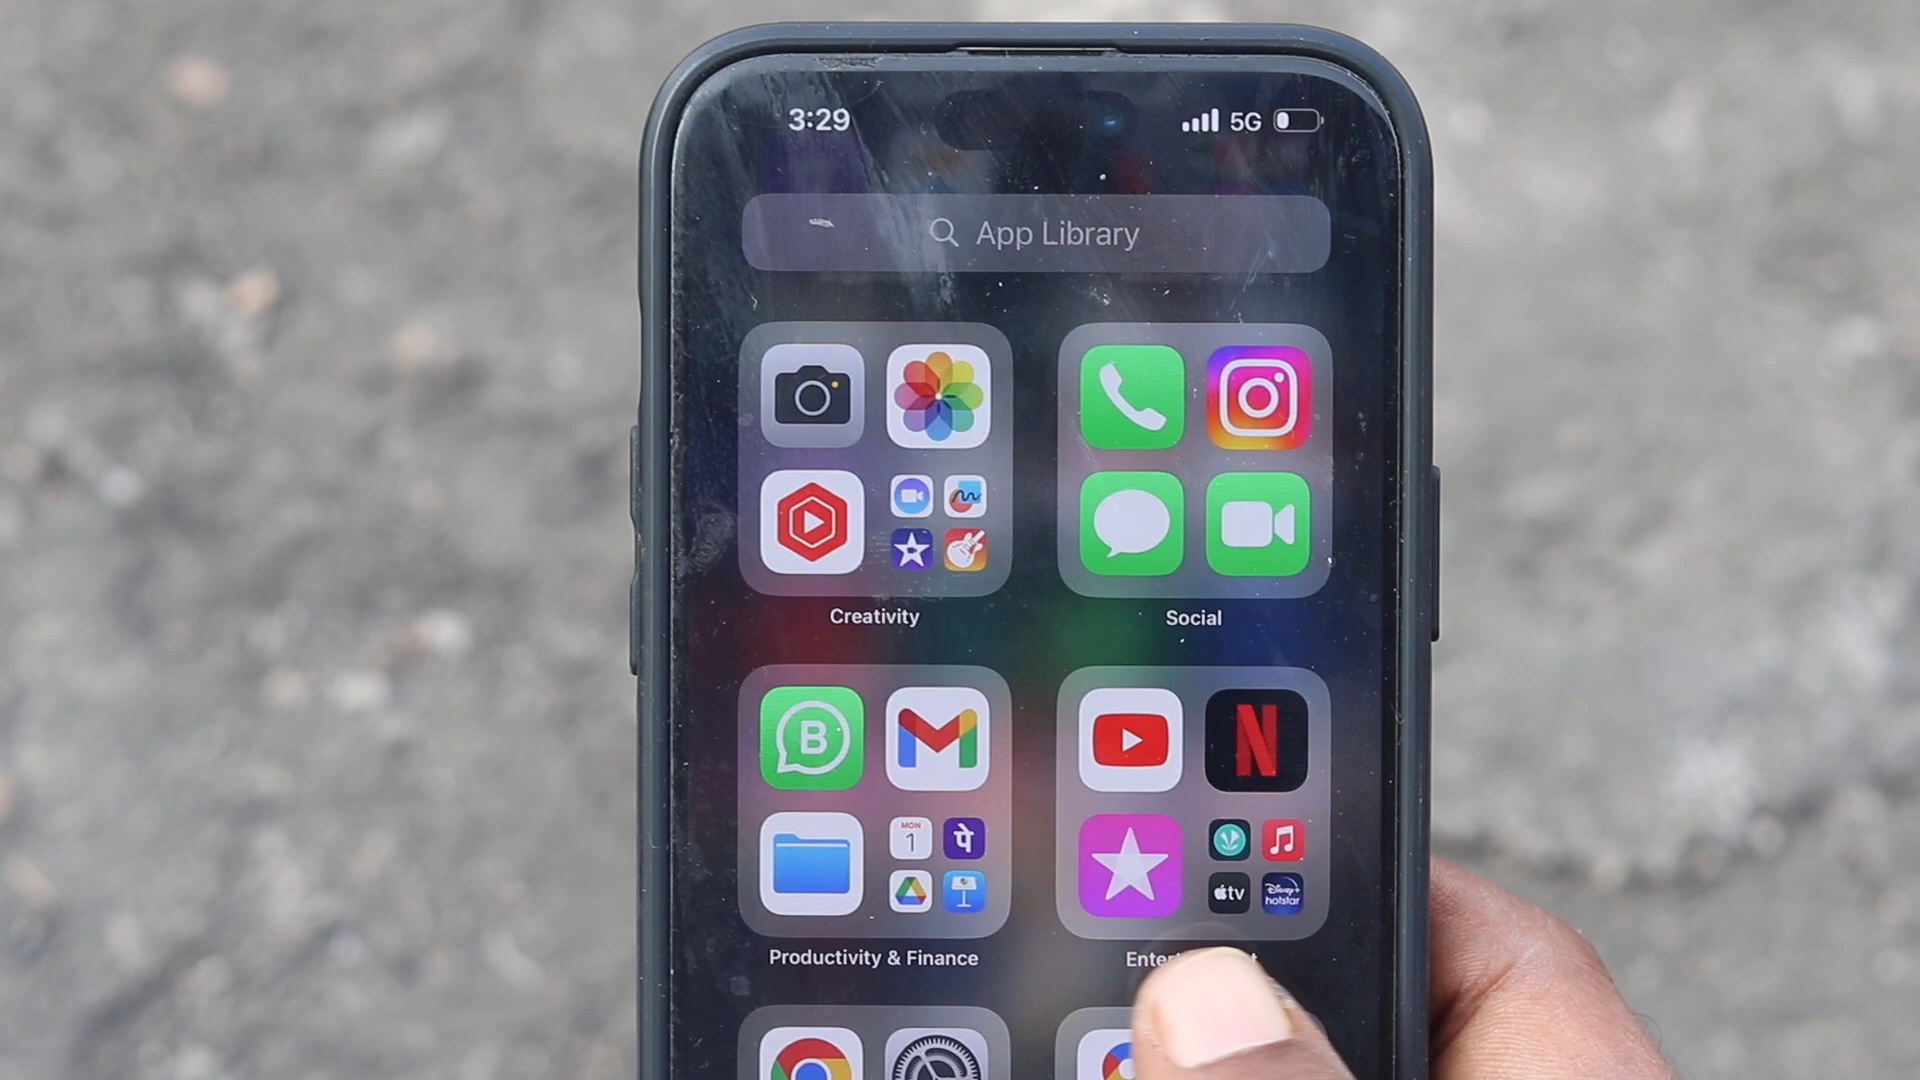 3:29
5G
App Library
Creativity
Social
B
M
N
MON
1
पे
tv
Disney+
hotstar
Productivity & Finance